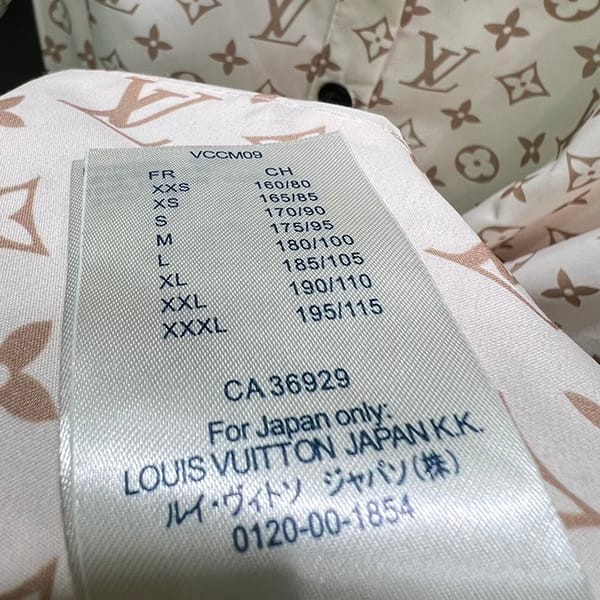 VCCM09
FR CH
XXS 160/80
XS 165/85
S 170/90
M 175/95
L 180/100
XL 185/105
XXL 190/110
XXXL 195/115
CA 36929
For Japan only:
LOUIS VUITTON JAPAN K.K.
ルイ・ヴィトン ジャパン(株)
0120-00-1854